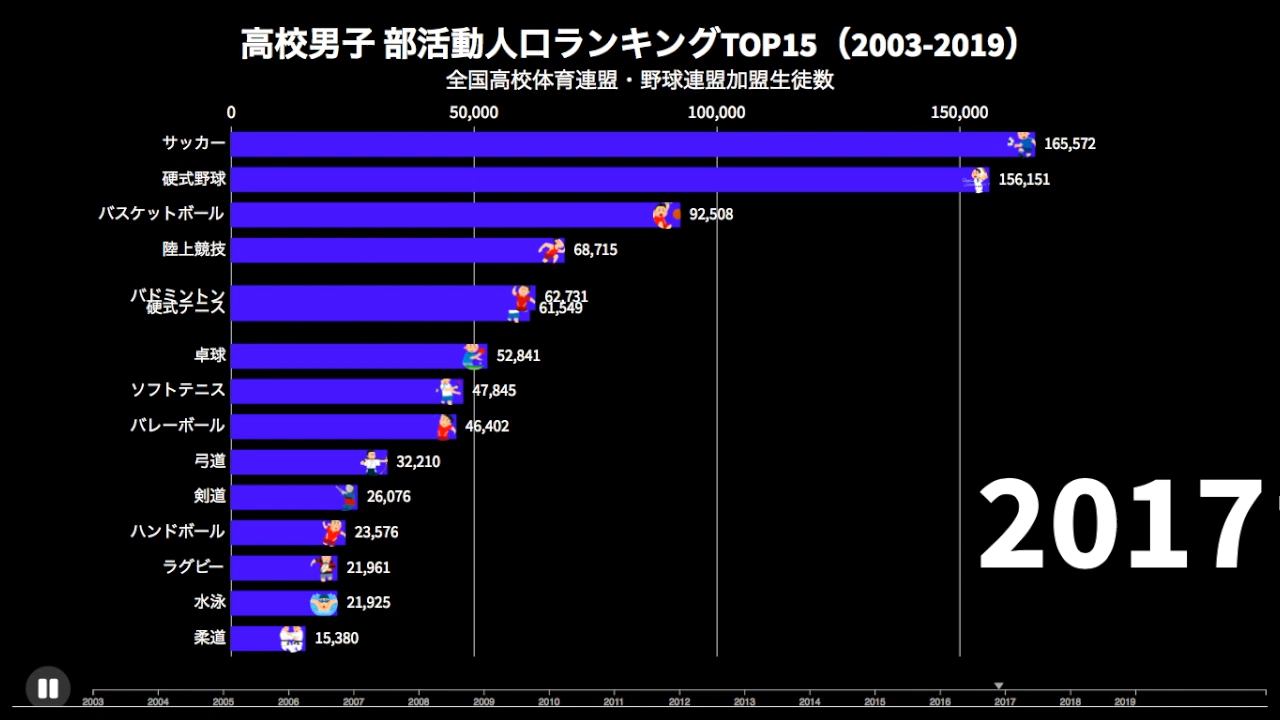 高校男子 部活動人口ランキングTOP15（2003-2019）
全国高校体育連盟・野球連盟加盟生徒数
0 50,000 100,000 150,000
サッカー 165,572
硬式野球 156,151
バスケットボール 92,508
陸上競技 68,715
バドミントン 62,731
硬式テニス 61,549
卓球 52,841
ソフトテニス 47,845
バレーボール 46,402
弓道 32,210
剣道 26,076
ハンドボール 23,576
ラグビー 21,961
水泳 21,925
柔道 15,380
2017
2003 2004 2005 2006 2007 2008 2009 2010 2011 2012 2013 2014 2015 2016 2017 2018 2019